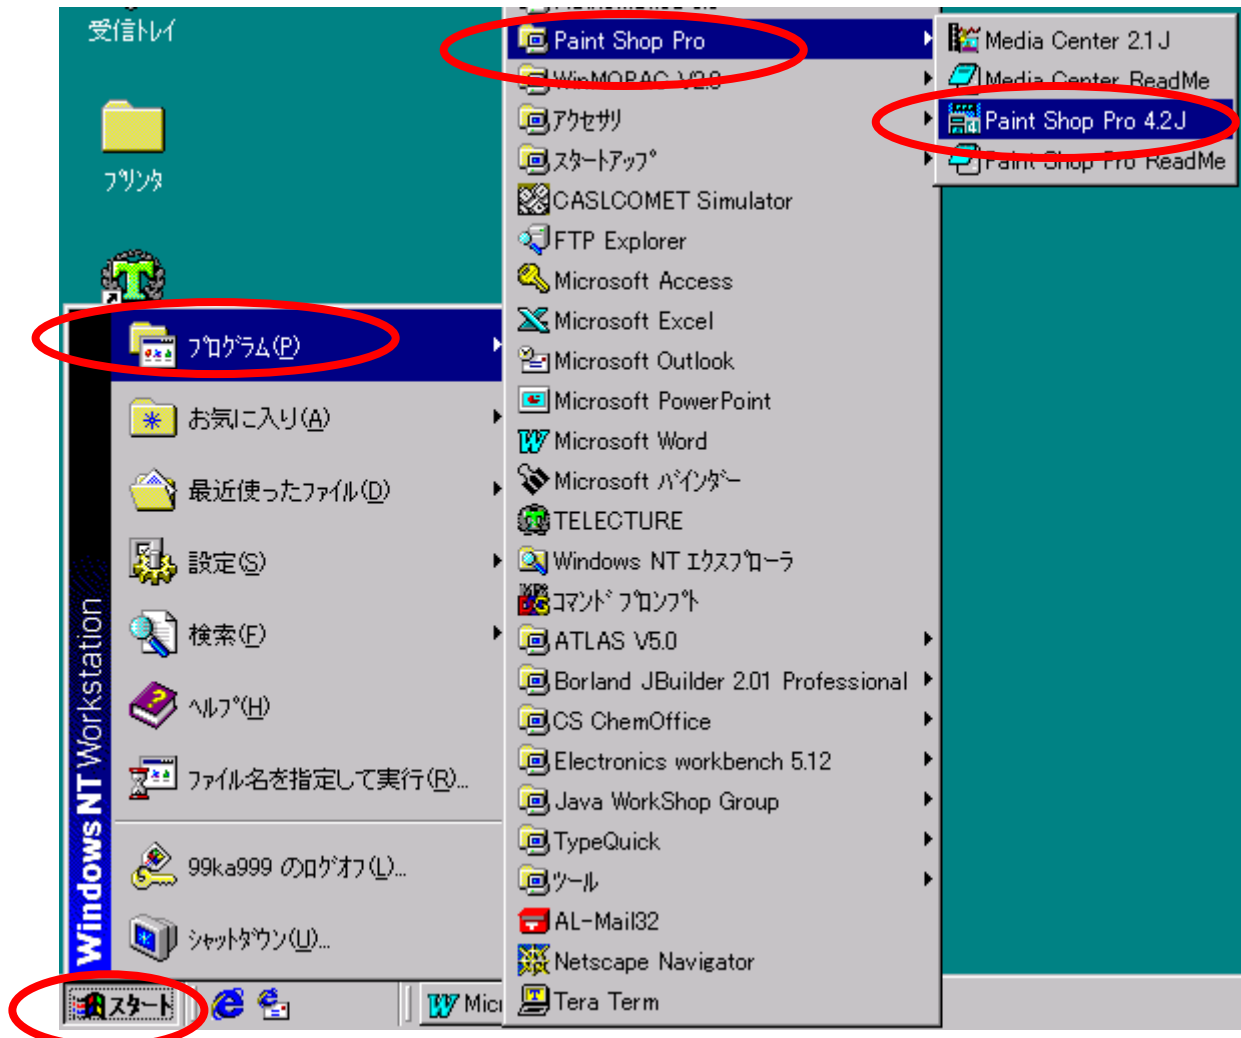 受信トレイ
プリンタ
プログラム(P)
お気に入り(A)
最近使ったファイル(D)
設定(S)
検索(F)
ヘルプ(H)
ファイル名を指定して実行(R)...
99ka999 のログオフ(L)...
シャットダウン(U)...
Windows NT Workstation
スタート
Paint Shop Pro
WinMOPAC V2.0
アクセサリ
スタートアップ
CASLCOMET Simulator
FTP Explorer
Microsoft Access
Microsoft Excel
Microsoft Outlook
Microsoft PowerPoint
Microsoft Word
Microsoft バインダー
TELECTURE
Windows NT エクスプローラ
コマンド プロンプト
ATLAS V5.0
Borland JBuilder 2.01 Professional
CS ChemOffice
Electronics workbench 5.12
Java WorkShop Group
TypeQuick
ツール
AL-Mail32
Netscape Navigator
Tera Term
Media Center 2.1J
Media Center ReadMe
Paint Shop Pro 4.2J
Paint Shop Pro ReadMe